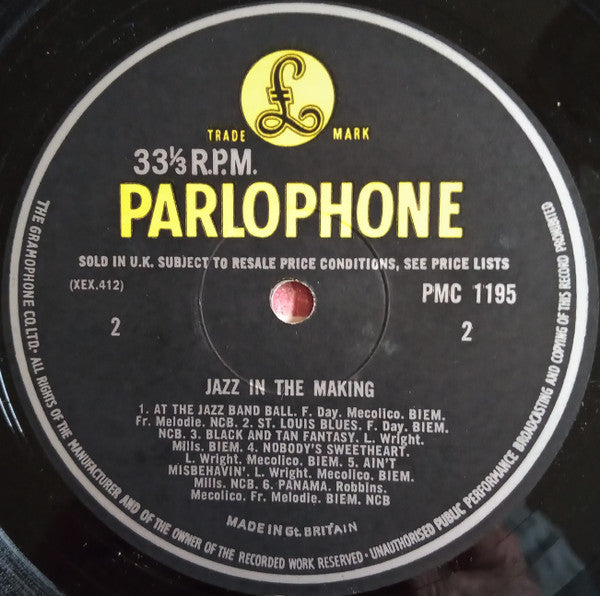 £
TRADE MARK
33⅓ R.P.M.
PARLOPHONE
SOLD IN U.K. SUBJECT TO RESALE PRICE CONDITIONS, SEE PRICE LISTS
(XEX.412) PMC 1195
2 2
JAZZ IN THE MAKING
1. AT THE JAZZ BAND BALL. F. Day. Mecolico. BIEM.
Fr. Melodie. NCB. 2. ST. LOUIS BLUES. F. Day. BIEM.
NCB. 3. BLACK AND TAN FANTASY. L. Wright.
Mills. BIEM. 4. NOBODY'S SWEETHEART.
L. Wright. Mecolico. BIEM. 5. AIN'T
MISBEHAVIN'. L. Wright. Mecolico. BIEM.
Mills. NCB. 6. PANAMA. Robbins.
Mecolico. Fr. Melodie. BIEM. NCB
MADE IN Gt. BRITAIN
THE GRAMOPHONE CO. LTD. • ALL RIGHTS OF THE MANUFACTURER AND OF THE OWNER OF THE RECORDED WORK RESERVED • UNAUTHORISED PUBLIC PERFORMANCE BROADCASTING AND COPYING OF THIS RECORD PROHIBITED